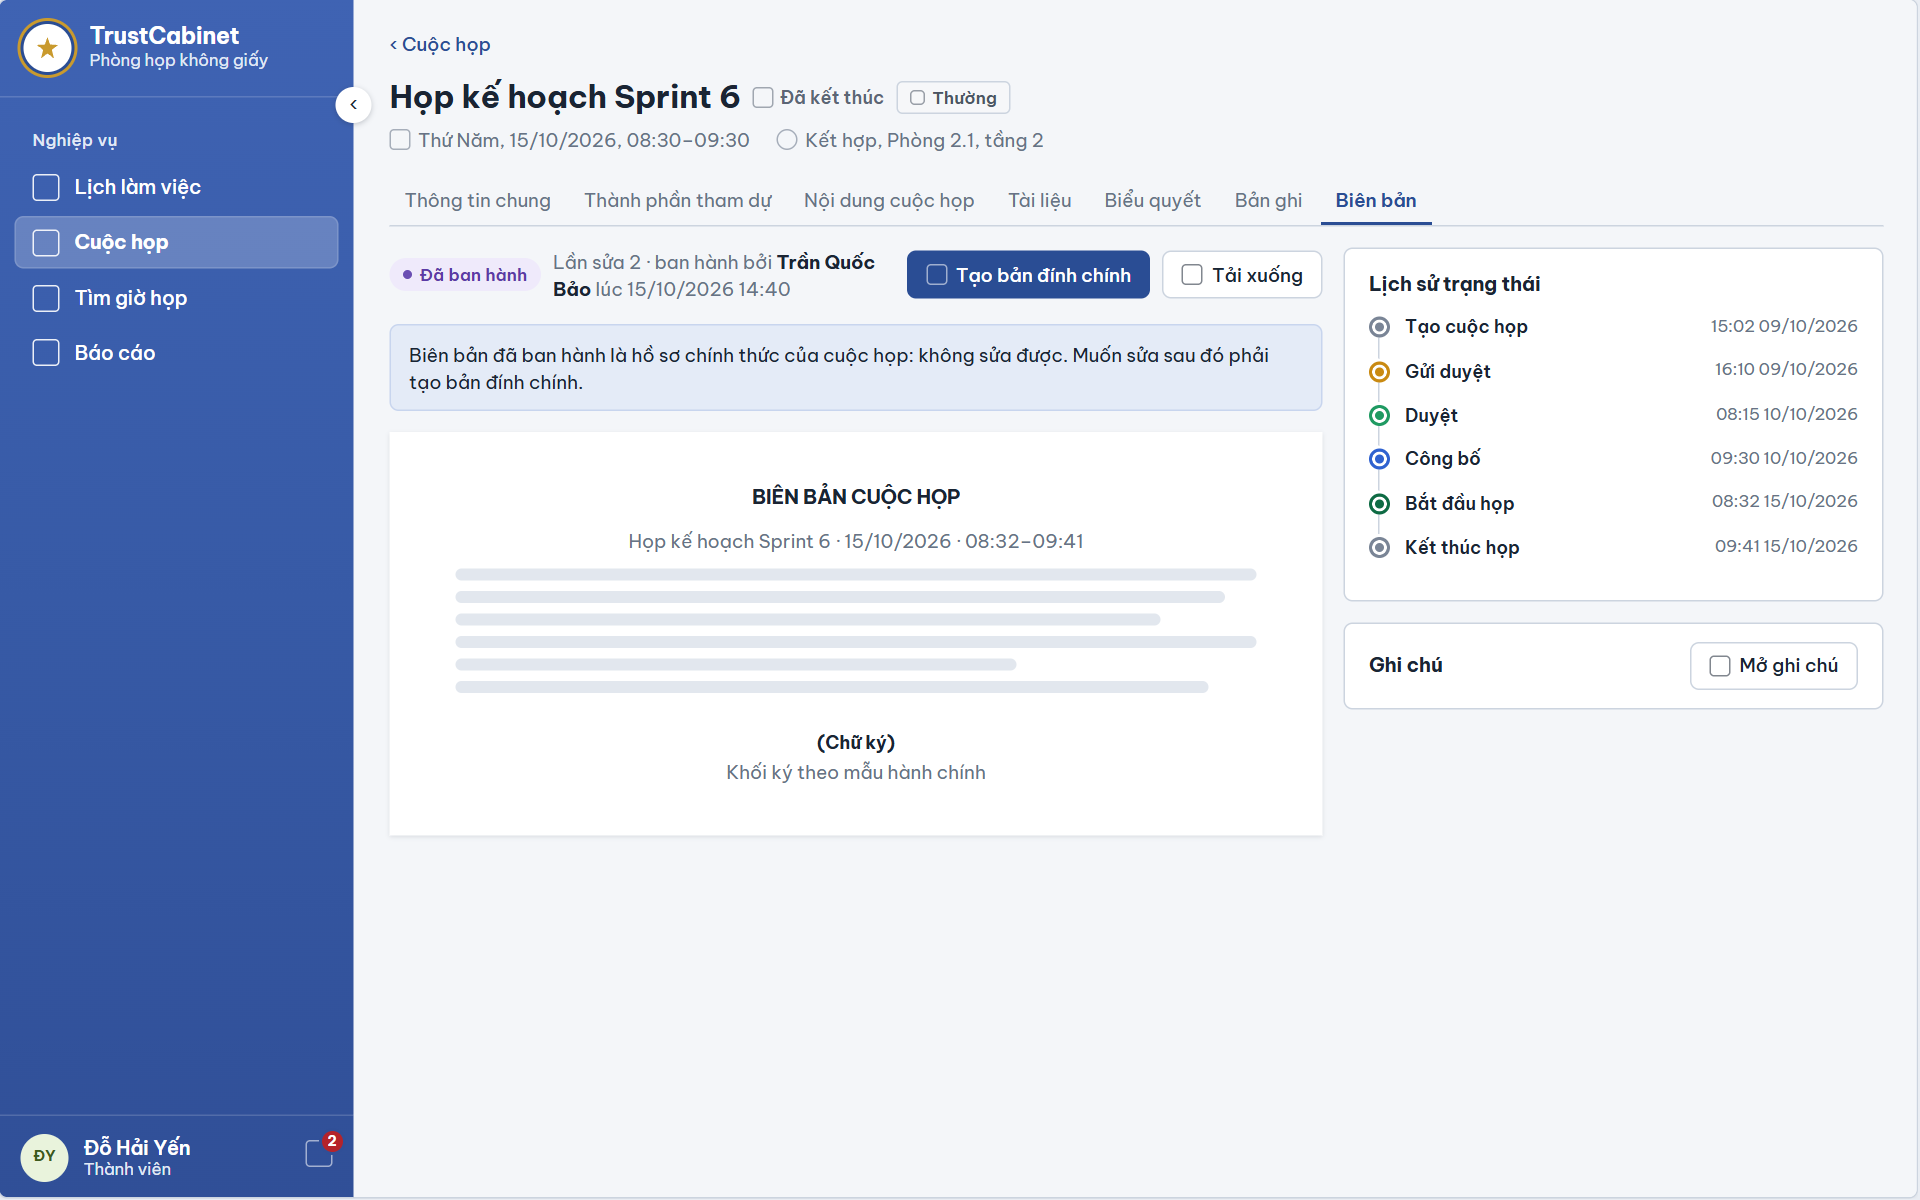 TrustCabinet
Phòng họp không giấy
Nghiệp vụ
Lịch làm việc
Cuộc họp
Tìm giờ họp
Báo cáo
ĐY
Đỗ Hải Yến
Thành viên
2
‹ Cuộc họp
Họp kế hoạch Sprint 6
Đã kết thúc
Thường
Thứ Năm, 15/10/2026, 08:30–09:30
Kết hợp, Phòng 2.1, tầng 2
Thông tin chung
Thành phần tham dự
Nội dung cuộc họp
Tài liệu
Biểu quyết
Bản ghi
Biên bản
Đã ban hành
Lần sửa 2 · ban hành bởi Trần Quốc
Bảo lúc 15/10/2026 14:40
Tạo bản đính chính
Tải xuống
Biên bản đã ban hành là hồ sơ chính thức của cuộc họp: không sửa được. Muốn sửa sau đó phải
tạo bản đính chính.
BIÊN BẢN CUỘC HỌP
Họp kế hoạch Sprint 6 · 15/10/2026 · 08:32–09:41
(Chữ ký)
Khối ký theo mẫu hành chính
Lịch sử trạng thái
Tạo cuộc họp
15:02 09/10/2026
Gửi duyệt
16:10 09/10/2026
Duyệt
08:15 10/10/2026
Công bố
09:30 10/10/2026
Bắt đầu họp
08:32 15/10/2026
Kết thúc họp
09:41 15/10/2026
Ghi chú
Mở ghi chú